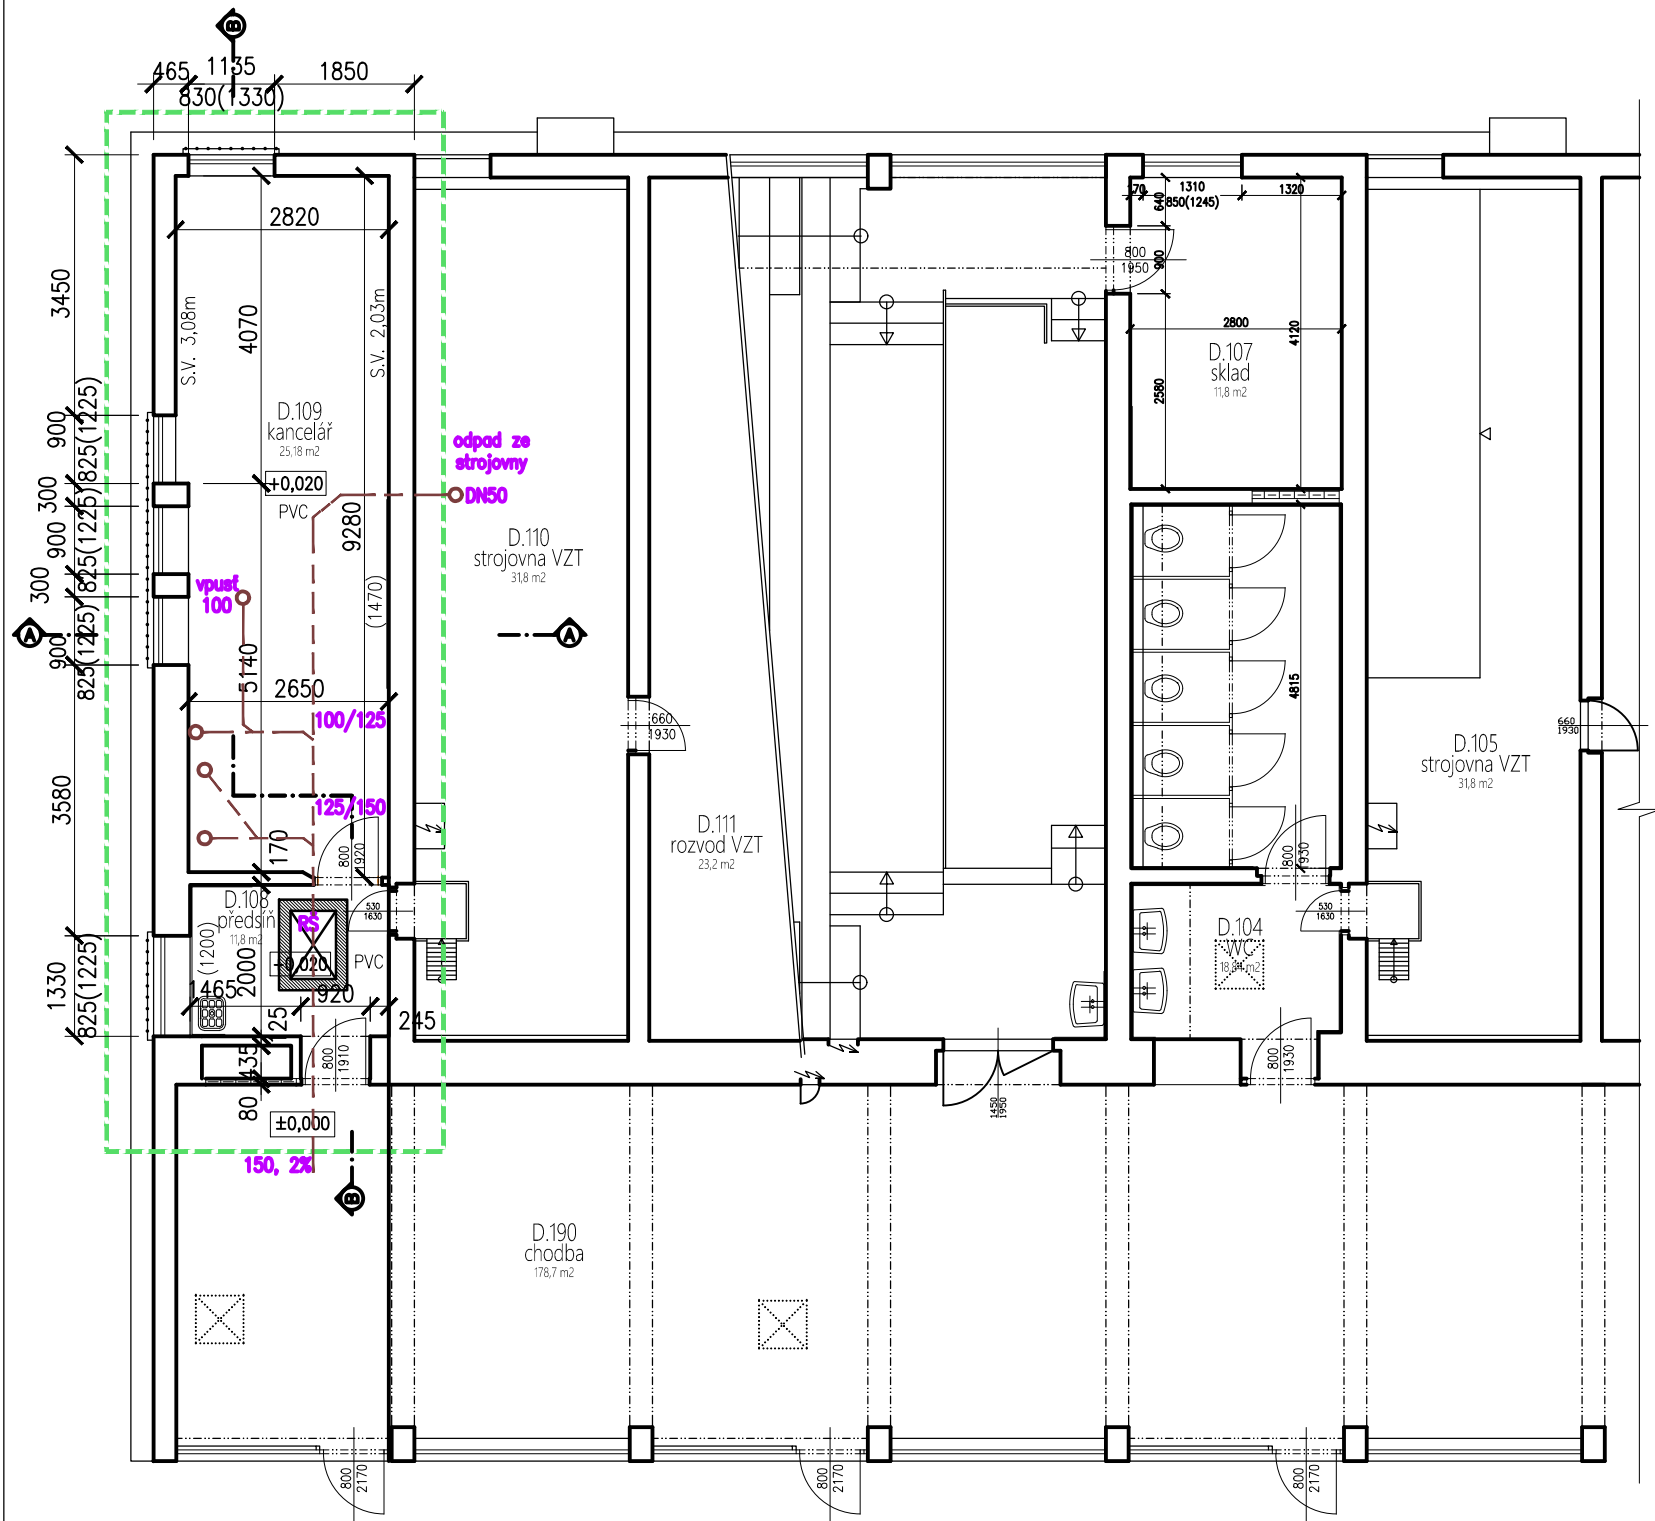 B
465
1135
1850
830(1330)
170
1310
1320
850(1245)
640
2820
800
1950
900
3450
S.V. 3,08m
4070
S.V. 2,03m
2800
4120
D.107
sklad
11,8 m2
2580
900
825(1225)
D.109
kancelář
25,18 m2
odpad ze
strojovny
DN50
+0,020
PVC
300
825(1225)
9280
900
D.110
strojovna VZT
31,8 m2
300
vpusť
100
(1470)
A
A
900
825(1225)
5140
2650
4815
100/125
660
1930
660
1930
D.105
strojovna VZT
31,8 m2
3580
125/150
170
800
1920
D.111
rozvod VZT
23,2 m2
800
1930
D.108
předsíň
11,8 m2
RŠ
530
1630
530
1630
D.104
WC
18,84 m2
(1200)
2000
+0,020
PVC
1330
825(1225)
1465
920
125
245
435
800
1910
800
1930
80
±0,000
1450
1950
150, 2%
B
D.190
chodba
178,7 m2
800
2170
800
2170
800
2170